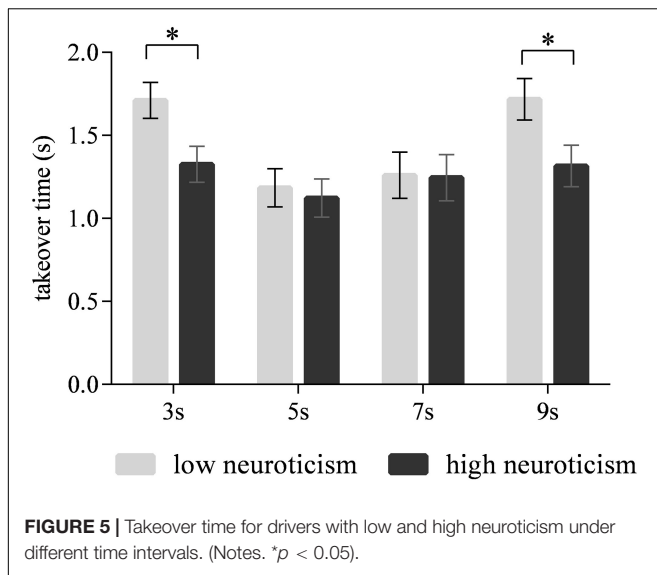 2.0
1.5
1.0
0.5
0.0
takeover time (s)
*
*
3s
5s
7s
9s
low neuroticism
high neuroticism
FIGURE 5 | Takeover time for drivers with low and high neuroticism under
different time intervals. (Notes. *p < 0.05).